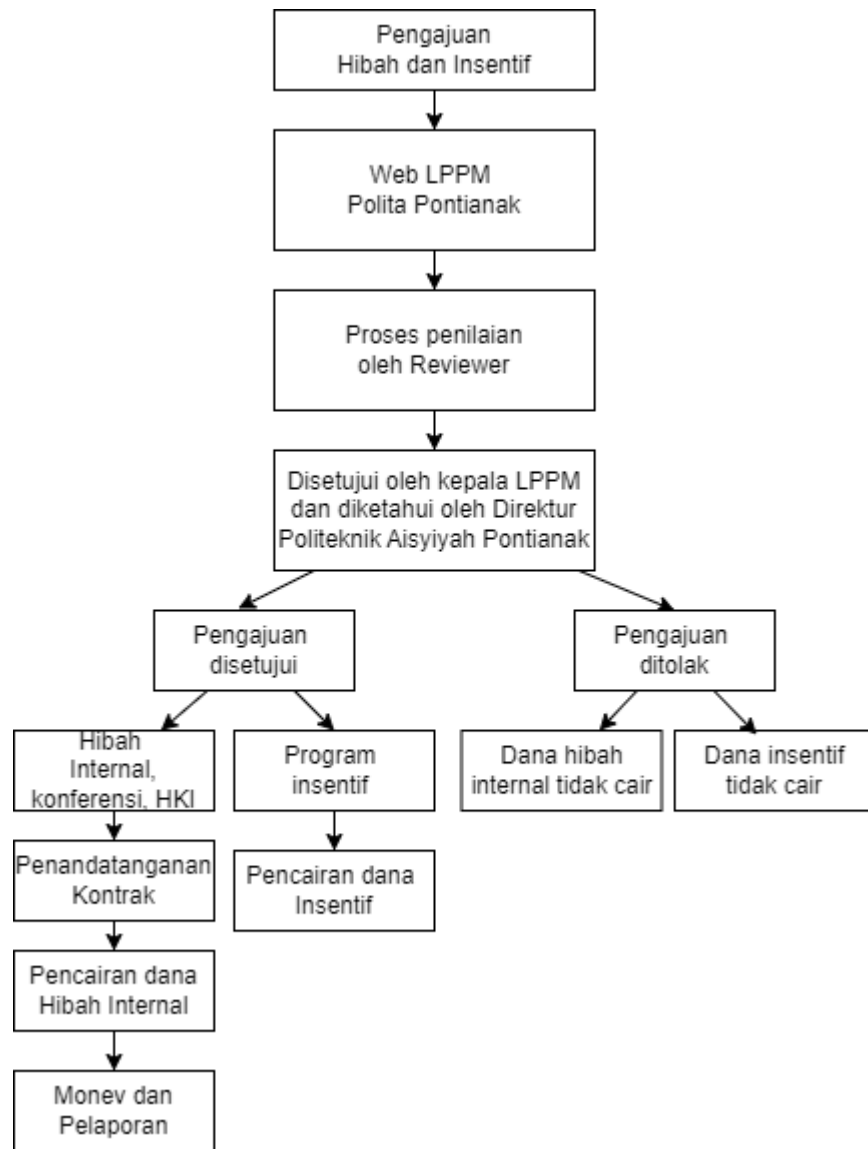 Pengajuan
Hibah dan Insentif
Web LPPM
Polita Pontianak
Proses penilaian
oleh Reviewer
Disetujui oleh kepala LPPM
dan diketahui oleh Direktur
Politeknik Aisyiyah Pontianak
Pengajuan
disetujui
Pengajuan
ditolak
Hibah
Internal,
konferensi, HKI
Program
insentif
Dana hibah
internal tidak cair
Dana insentif
tidak cair
Penandatanganan
Kontrak
Pencairan dana
Insentif
Pencairan dana
Hibah Internal
Monev dan
Pelaporan